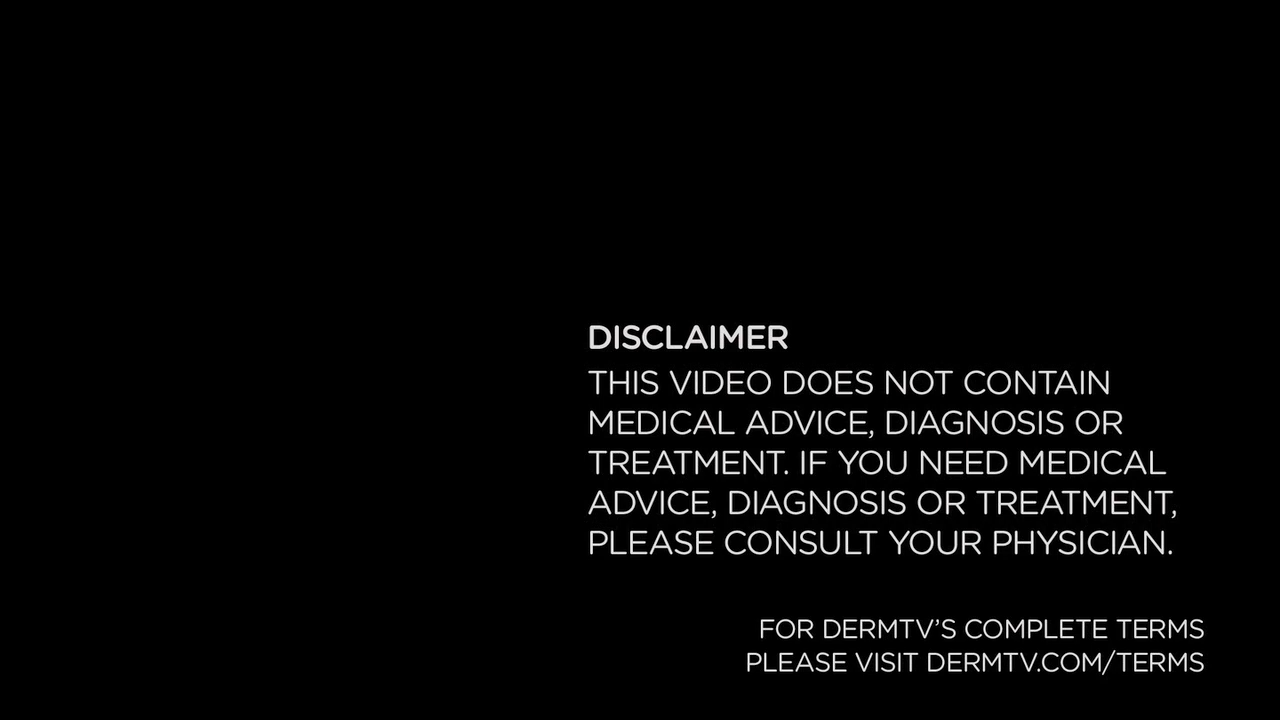 DISCLAIMER
THIS VIDEO DOES NOT CONTAIN
MEDICAL ADVICE, DIAGNOSIS OR
TREATMENT. IF YOU NEED MEDICAL
ADVICE, DIAGNOSIS OR TREATMENT,
PLEASE CONSULT YOUR PHYSICIAN.
FOR DERMTV’S COMPLETE TERMS
PLEASE VISIT DERMTV.COM/TERMS